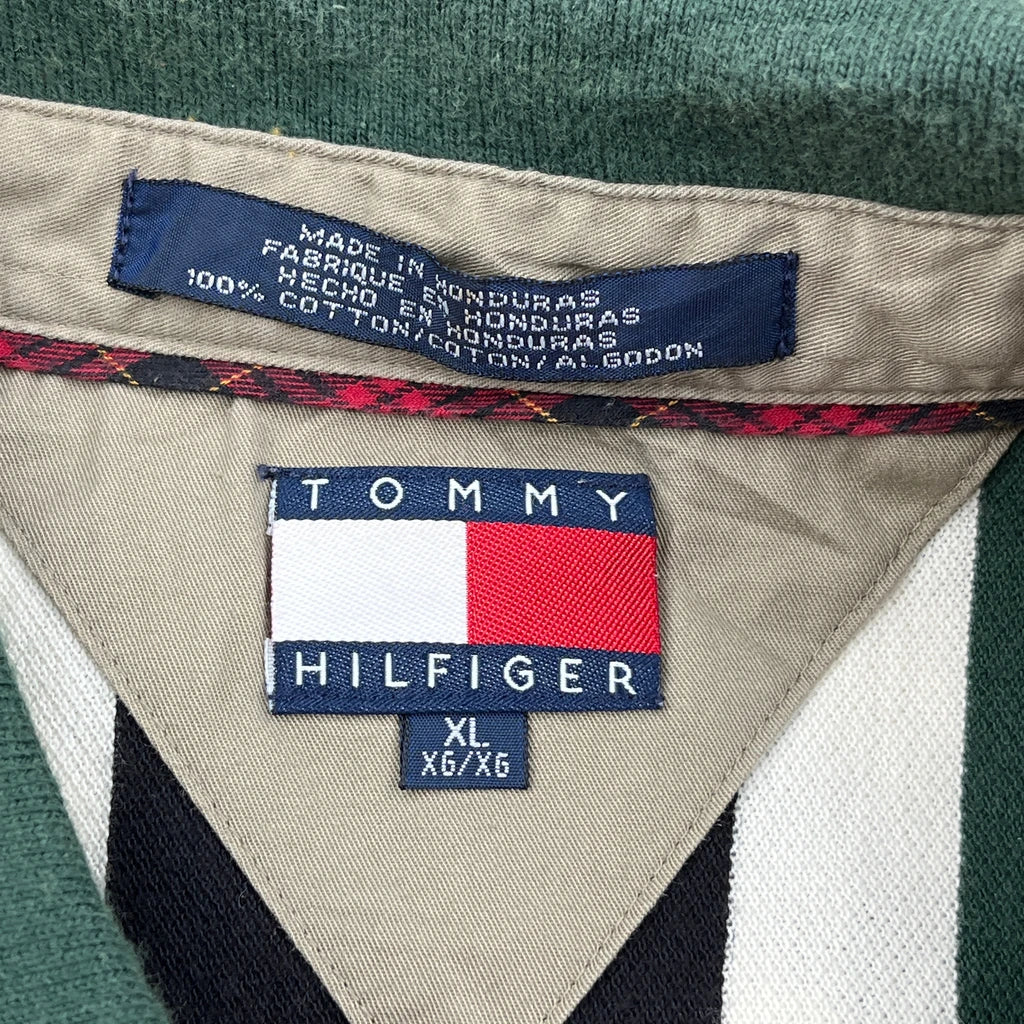 MADE IN HONDURAS
FABRIQUE EN HONDURAS
HECHO EN HONDURAS
100% COTTON/COTON/ALGODON
TOMMY
HILFIGER
XL
XG/XG